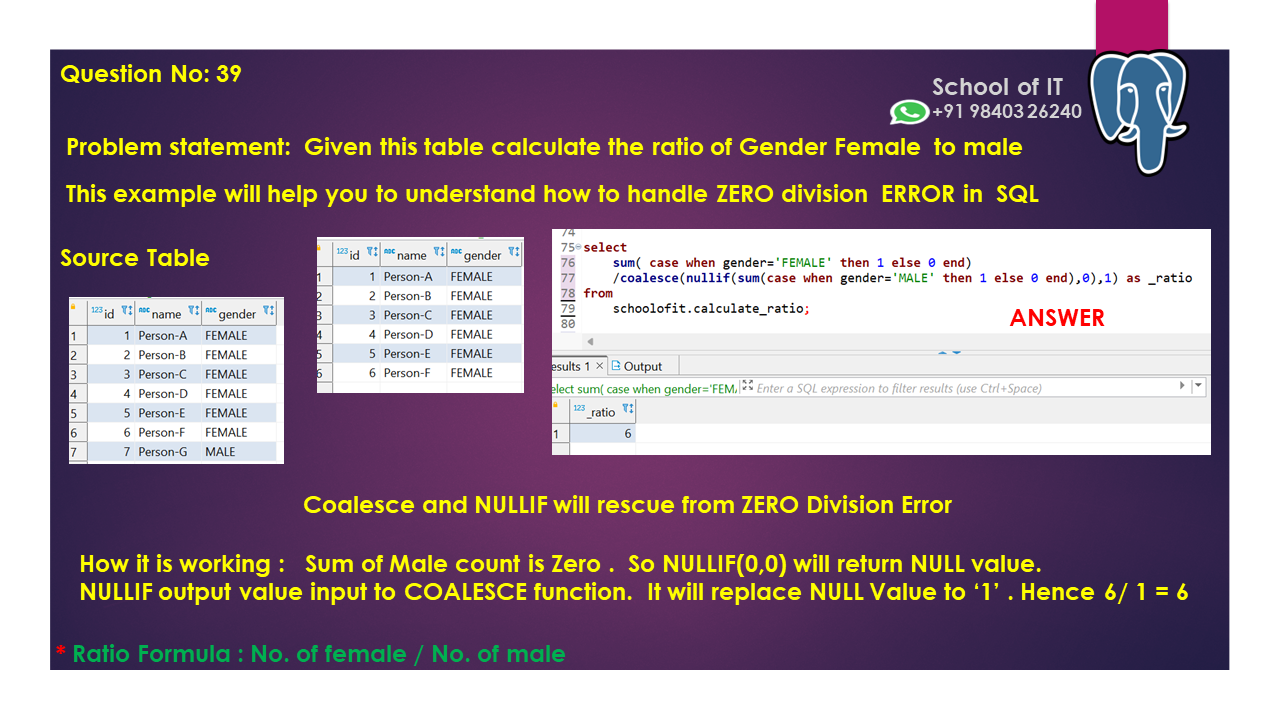 Question No: 39
School of IT
+91 98403 26240
Problem statement:  Given this table calculate the ratio of Gender Female  to male
This example will help you to understand how to handle ZERO division  ERROR in  SQL
Source Table
123 id ABC name ABC gender
1 1 Person-A FEMALE
2 2 Person-B FEMALE
3 3 Person-C FEMALE
4 4 Person-D FEMALE
5 5 Person-E FEMALE
6 6 Person-F FEMALE
7 7 Person-G MALE
123 id ABC name ABC gender
1 1 Person-A FEMALE
2 2 Person-B FEMALE
3 3 Person-C FEMALE
4 4 Person-D FEMALE
5 5 Person-E FEMALE
6 6 Person-F FEMALE
74
75 select
76 sum( case when gender='FEMALE' then 1 else 0 end)
77 /coalesce(nullif(sum(case when gender='MALE' then 1 else 0 end),0),1) as _ratio
78 from
79 schoolofit.calculate_ratio;
80
ANSWER
esults 1 × Output
elect sum( case when gender='FEM. Enter a SQL expression to filter results (use Ctrl+Space)
123 _ratio
1 6
Coalesce and NULLIF will rescue from ZERO Division Error
How it is working :   Sum of Male count is Zero .  So NULLIF(0,0) will return NULL value.
NULLIF output value input to COALESCE function.  It will replace NULL Value to ‘1’ . Hence 6/ 1 = 6
* Ratio Formula : No. of female / No. of male